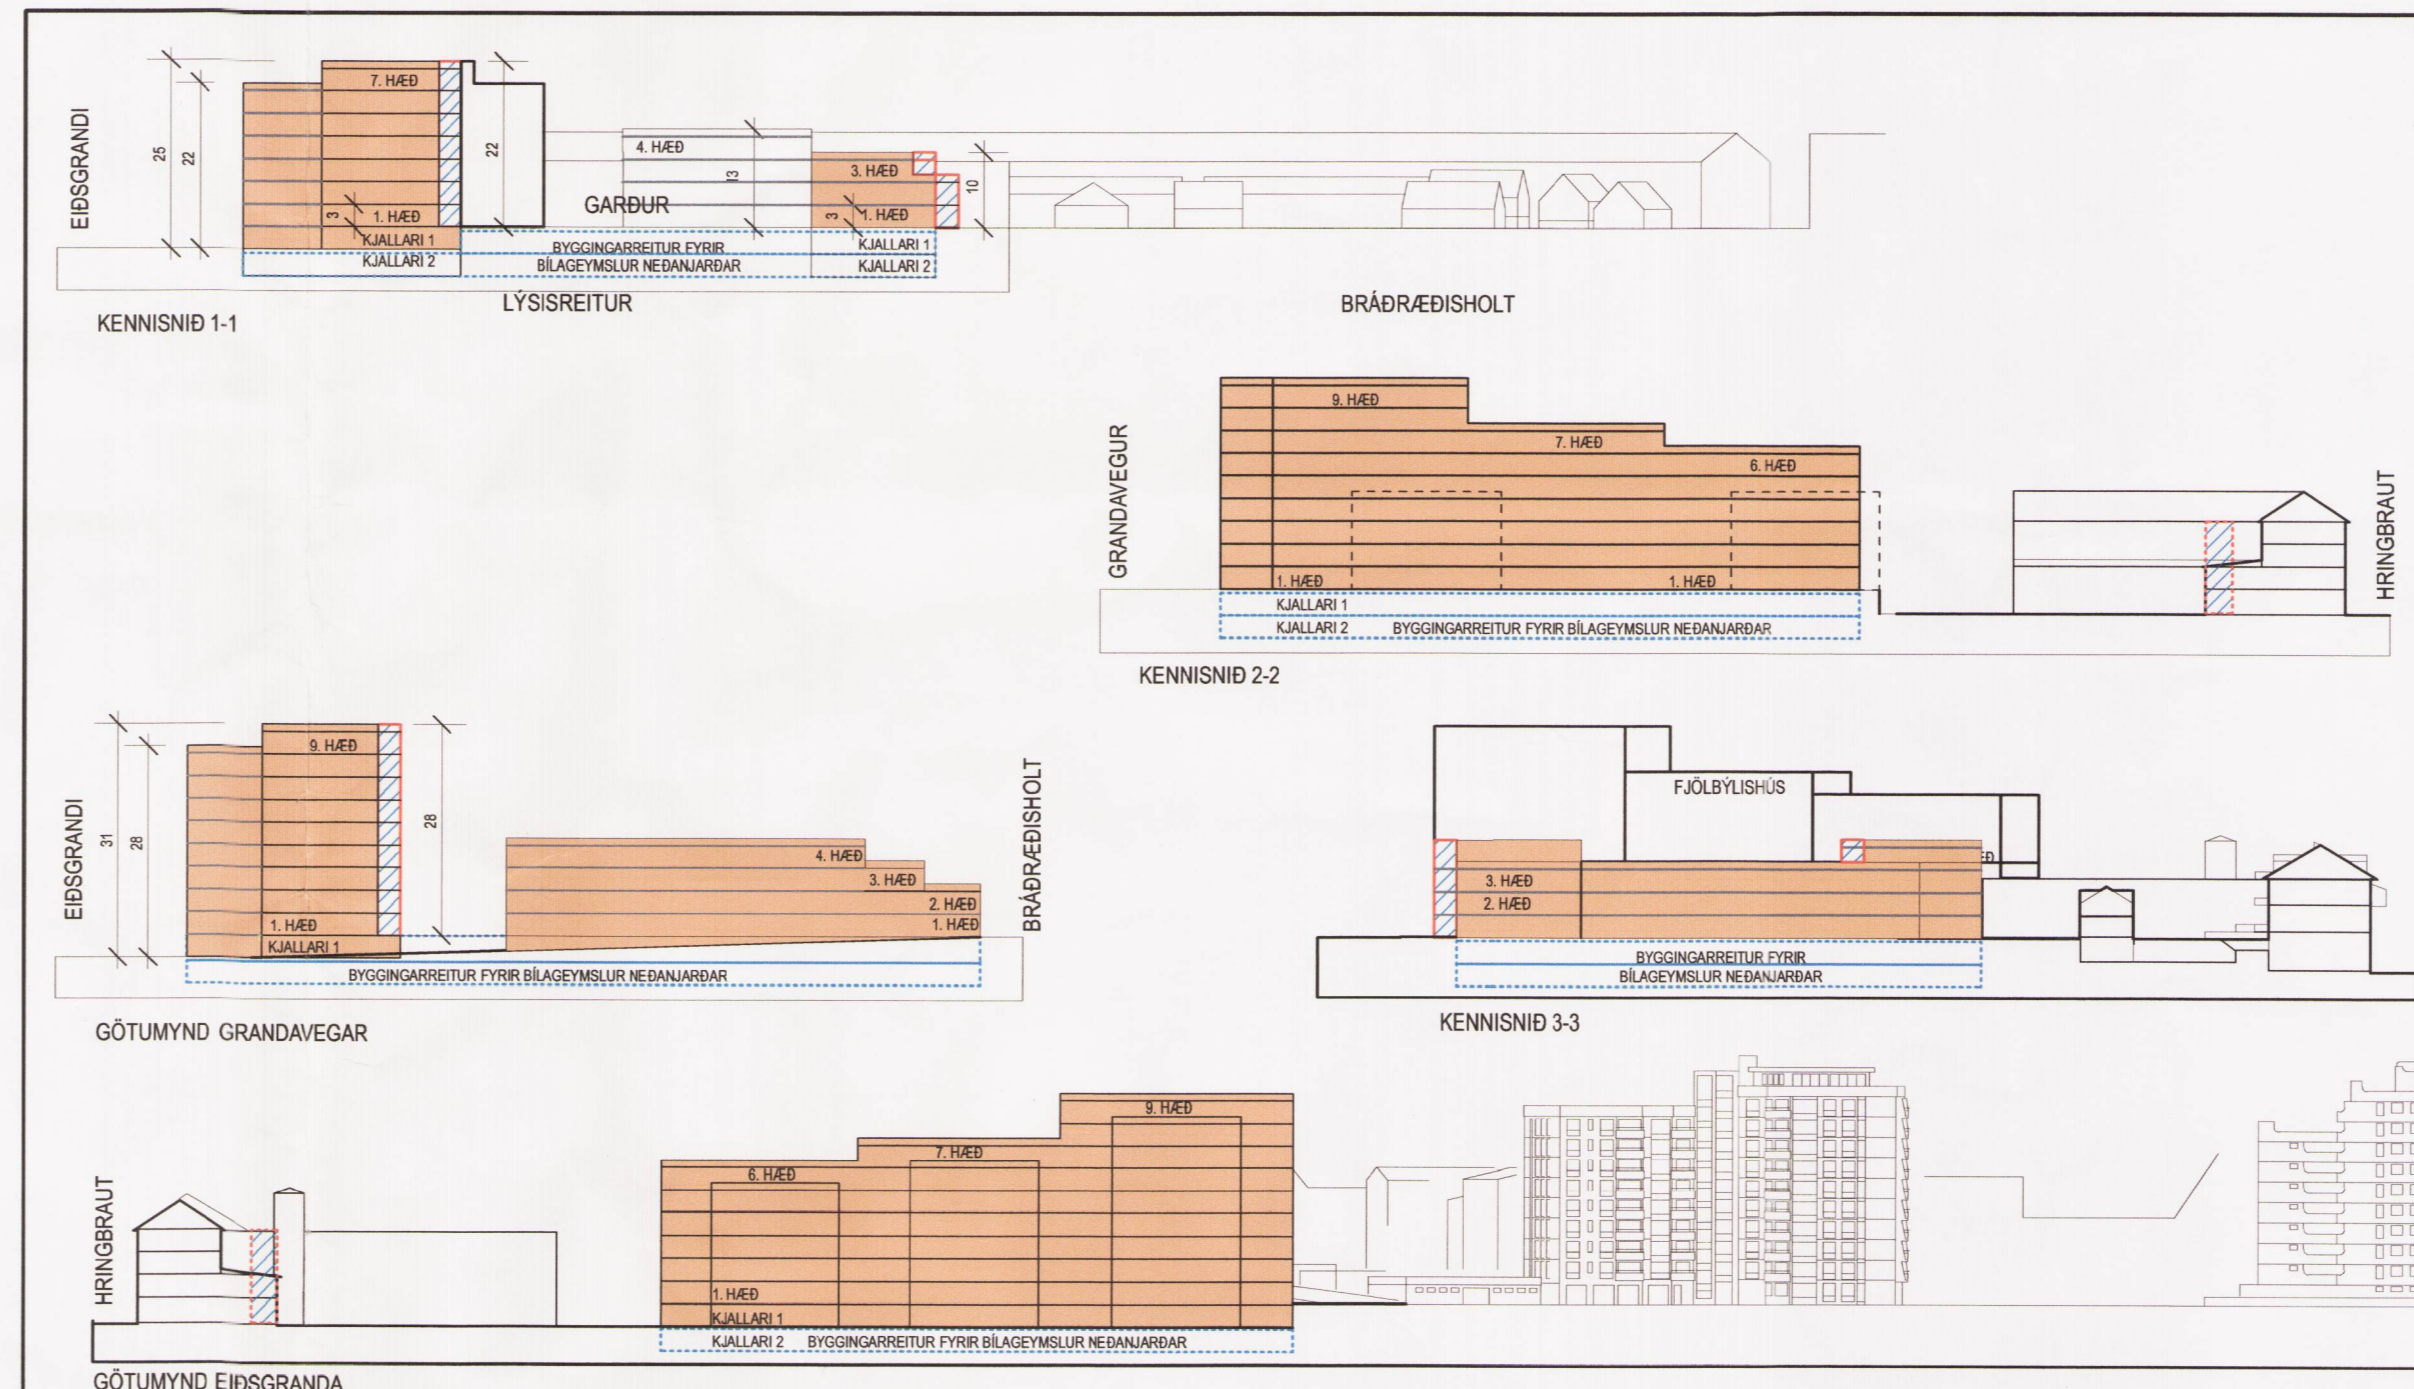 EIÐSGRANDI
25
22
7. HÆÐ
22
3
1. HÆÐ
KJALLARI 1
KJALLARI 2
GARÐUR
4. HÆÐ
13
3. HÆÐ
3
1. HÆÐ
10
BYGGINGARREITUR FYRIR
BÍLAGEYMSLUR NEÐANJARÐAR
KJALLARI 1
KJALLARI 2
LÝSISREITUR
BRÁÐRÆÐISHOLT
KENNISNIÐ 1-1
GRANDAVEGUR
9. HÆÐ
7. HÆÐ
6. HÆÐ
1. HÆÐ
1. HÆÐ
KJALLARI 1
KJALLARI 2
BYGGINGARREITUR FYRIR BÍLAGEYMSLUR NEÐANJARÐAR
HRINGBRAUT
KENNISNIÐ 2-2
EIÐSGRANDI
31
28
9. HÆÐ
28
1. HÆÐ
KJALLARI 1
4. HÆÐ
3. HÆÐ
2. HÆÐ
1. HÆÐ
BRÁÐRÆÐISHOLT
BYGGINGARREITUR FYRIR BÍLAGEYMSLUR NEÐANJARÐAR
GÖTUMYND GRANDAVEGAR
FJÖLBÝLISHÚS
3. HÆÐ
2. HÆÐ
BYGGINGARREITUR FYRIR
BÍLAGEYMSLUR NEÐANJARÐAR
KENNISNIÐ 3-3
HRINGBRAUT
6. HÆÐ
7. HÆÐ
9. HÆÐ
1. HÆÐ
KJALLARI 1
KJALLARI 2
BYGGINGARREITUR FYRIR BÍLAGEYMSLUR NEÐANJARÐAR
GÖTUMYND EIÐSGRANDA